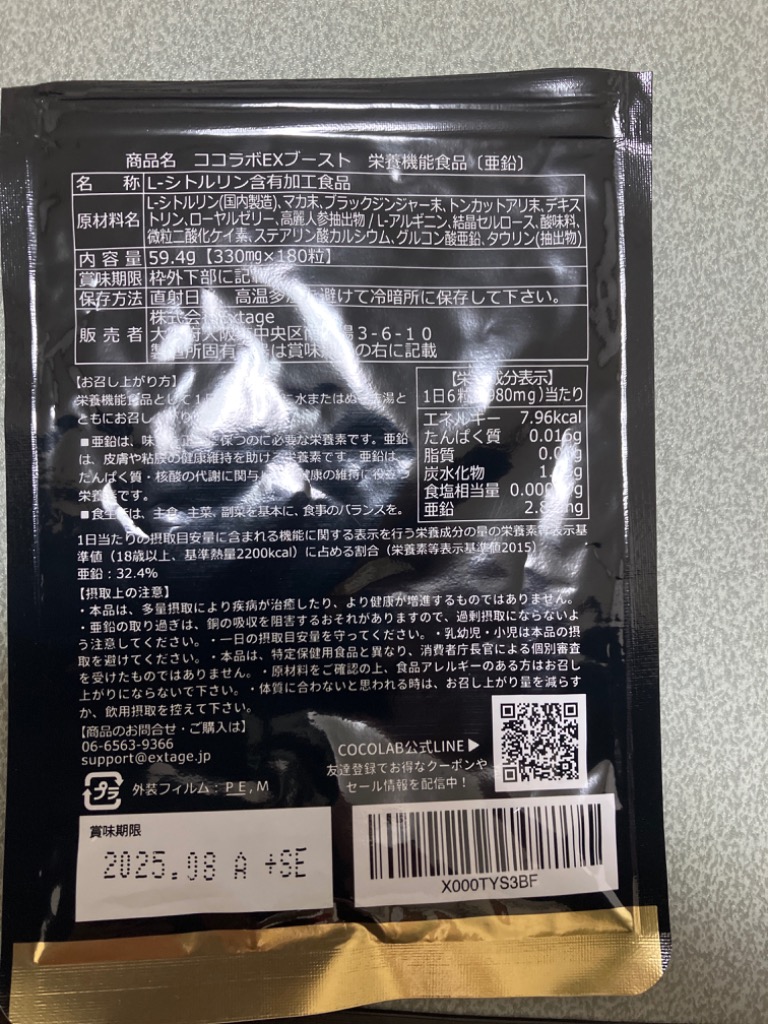 商品名 ココラボEXブースト 栄養機能食品〔亜鉛〕
名 称 L-シトルリン含有加工食品
原材料名 L-シトルリン(国内製造)、マカ末、ブラックジンジャー末、トンカットアリ末、デキス
トリン、ローヤルゼリー、高麗人参抽出物/L-アルギニン、結晶セルロース、酸味料、
微粒二酸化ケイ素、ステアリン酸カルシウム、グルコン酸亜鉛、タウリン(抽出物)
内容量 59.4g【330mg×180粒】
賞味期限 枠外下部に記
保存方法 直射日 高温多 避けて冷暗所に保存して下さい。
販売者 株式会 Extage
大 府大阪 中央区 3-6-10
所固有 は賞味 の右に記載
【お召し上がり方】
栄養機能食品として1 に水またはぬ 湯と
ともにお召し
■亜鉛は、味 を正 保つのに必要な栄養素です。亜鉛
は、皮膚や粘膜の健康維持を助ける栄養素です。亜鉛は、
たんぱく質・核酸の代謝に関与 健康の維持に役立つ
栄養素です。
■食生活は、主食、主菜、副菜を基本に、食事のバランスを。
【栄 成分表示】
1日6粒 980mg)当たり
エネルギー 7.96kcal
たんぱく質 0.016g
脂質 g
炭水化物 g
食塩相当量 g
亜鉛 g
1日当たりの摂取目安量に含まれる機能に関する表示を行う栄養成分の量の栄養素等表示基
準値(18歳以上、基準熱量2200kcal)に占める割合(栄養素等表示基準値2015)
亜鉛:32.4%
【摂取上の注意】
・本品は、多量摂取により疾病が治癒したり、より健康が増進するものではありません。
・亜鉛の取り過ぎは、銅の吸収を阻害するおそれがありますので、過剰摂取にならないよ
う注意してください。・一日の摂取目安量を守ってください。・乳幼児・小児は本品の摂
取を避けてください。・本品は、特定保健用食品と異なり、消費者庁長官による個別審査
を受けたものではありません。・原材料をご確認の上、食品アレルギーのある方はお召し
上がりにならないで下さい。・体質に合わないと思われる時は、お召し上がり量を減らす
か、飲用摂取を控えて下さい。
【商品のお問合せ・ご購入は】
06-6563-9366
support@extage.jp
COCOLAB公式LINE▶
友達登録でお得なクーポンや
セール情報を配信中!
プラ 外装フィルム:PE,M
賞味期限
2025.08 A +SE
X000TYS3BF